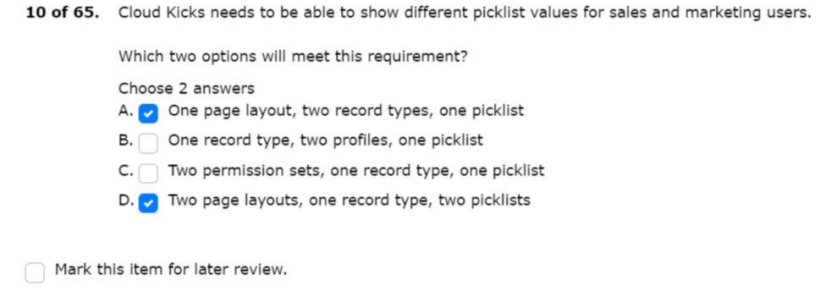 10 of 65. Cloud Kicks needs to be able to show different picklist values for sales and marketing users.
Which two options will meet this requirement?
Choose 2 answers
A. One page layout, two record types, one picklist
B. One record type, two profiles, one picklist
C. Two permission sets, one record type, one picklist
D. Two page layouts, one record type, two picklists
Mark this item for later review.